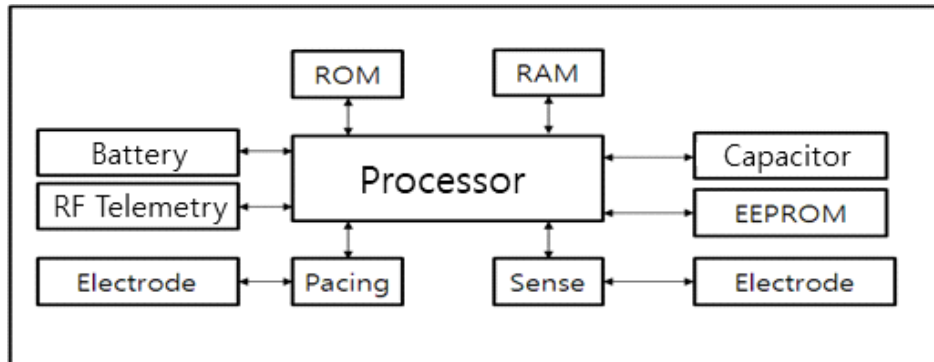 ROM
RAM
Battery
Processor
Capacitor
RF Telemetry
EEPROM
Electrode
Pacing
Sense
Electrode